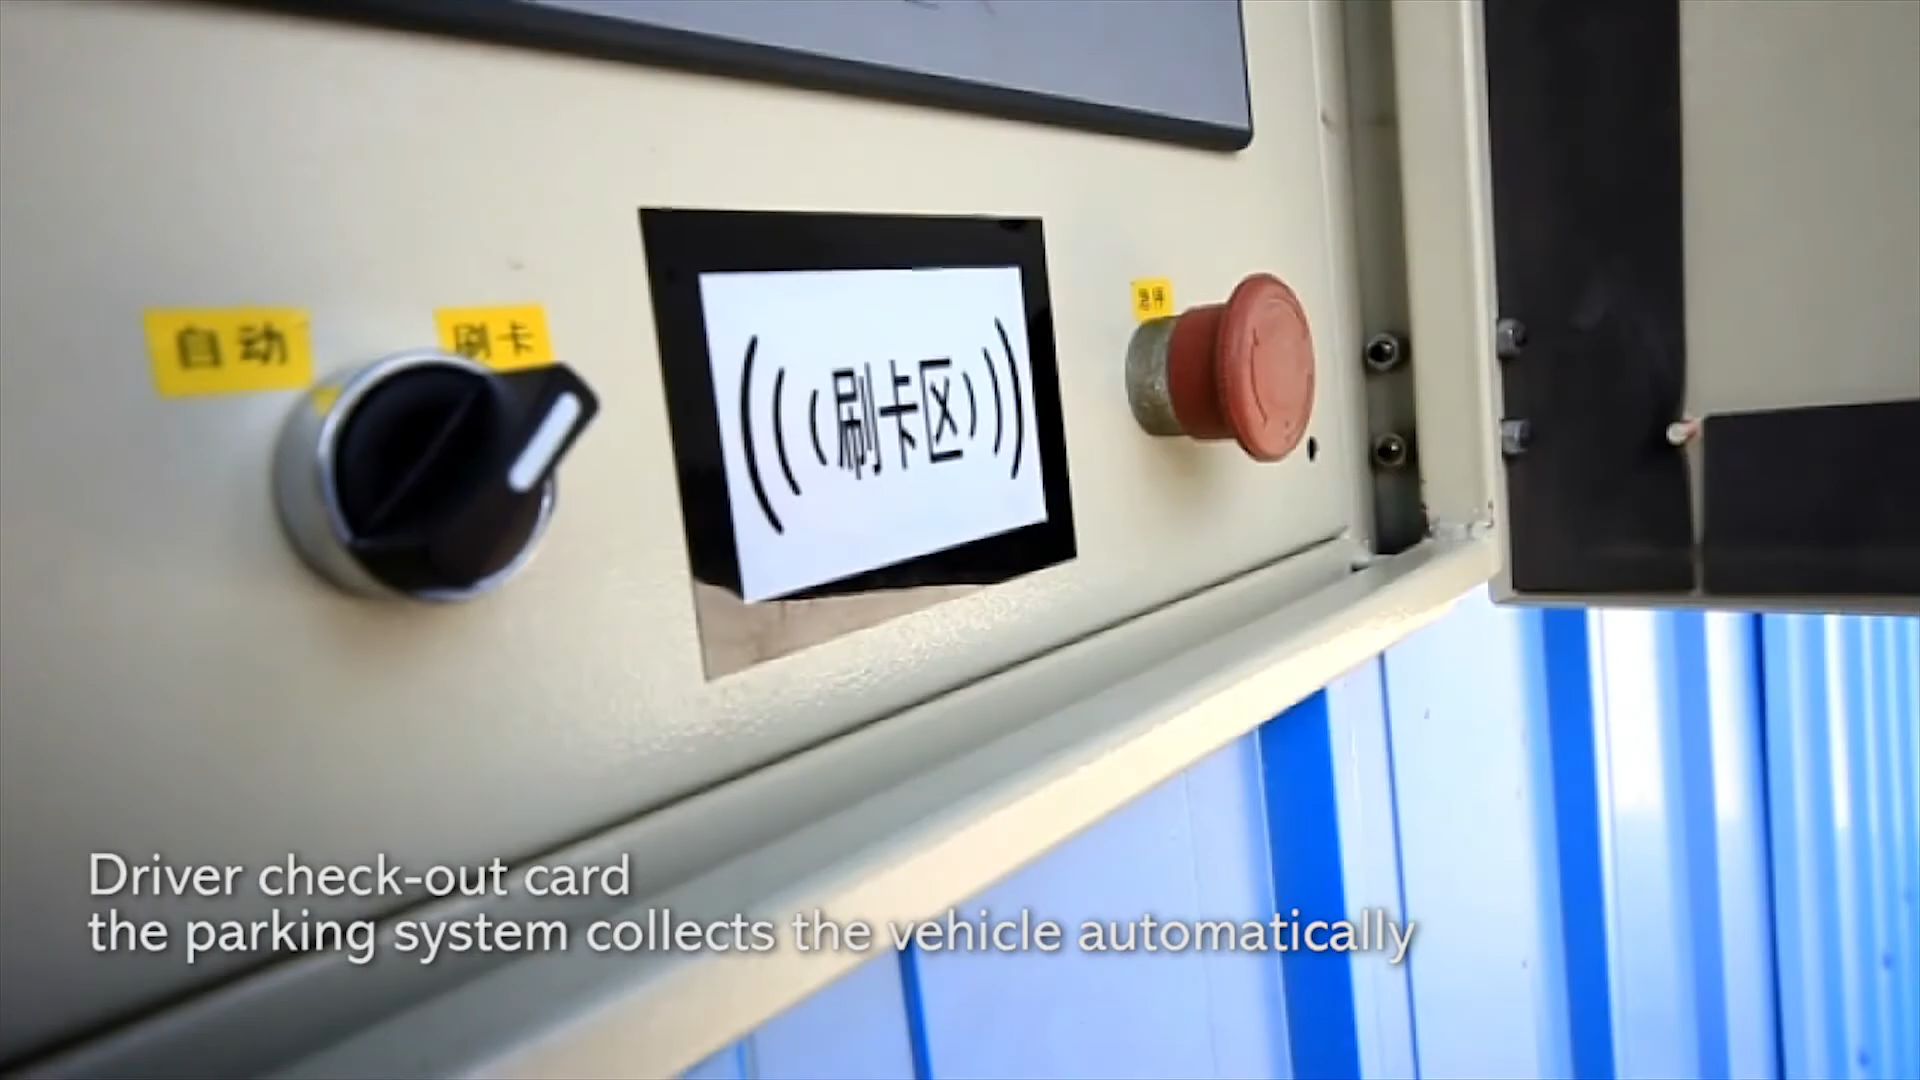 自动
刷卡
刷卡区
急停
Driver check-out card
the parking system collects the vehicle automatically